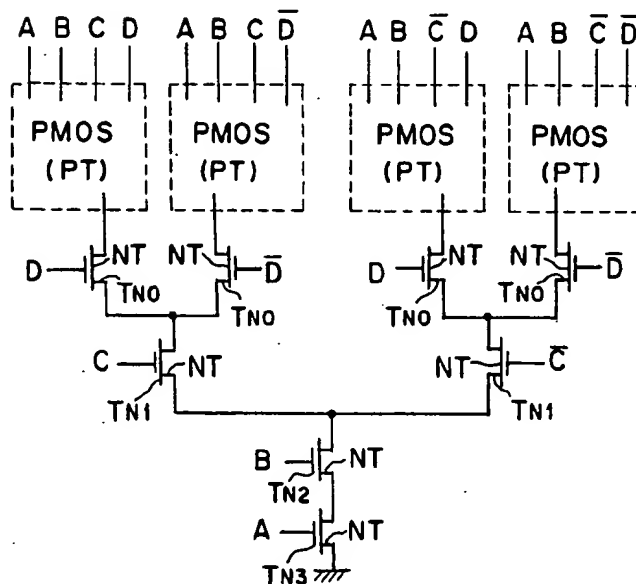 A B C D A B C D̅ A B C̅ D A B C̅ D̅
PMOS (PT) PMOS (PT) PMOS (PT) PMOS (PT)
D NT TN0 NT D̅ TN0 D NT TN0 NT D̅ TN0
C NT TN1 NT C̅ TN1
B NT TN2
A NT TN3